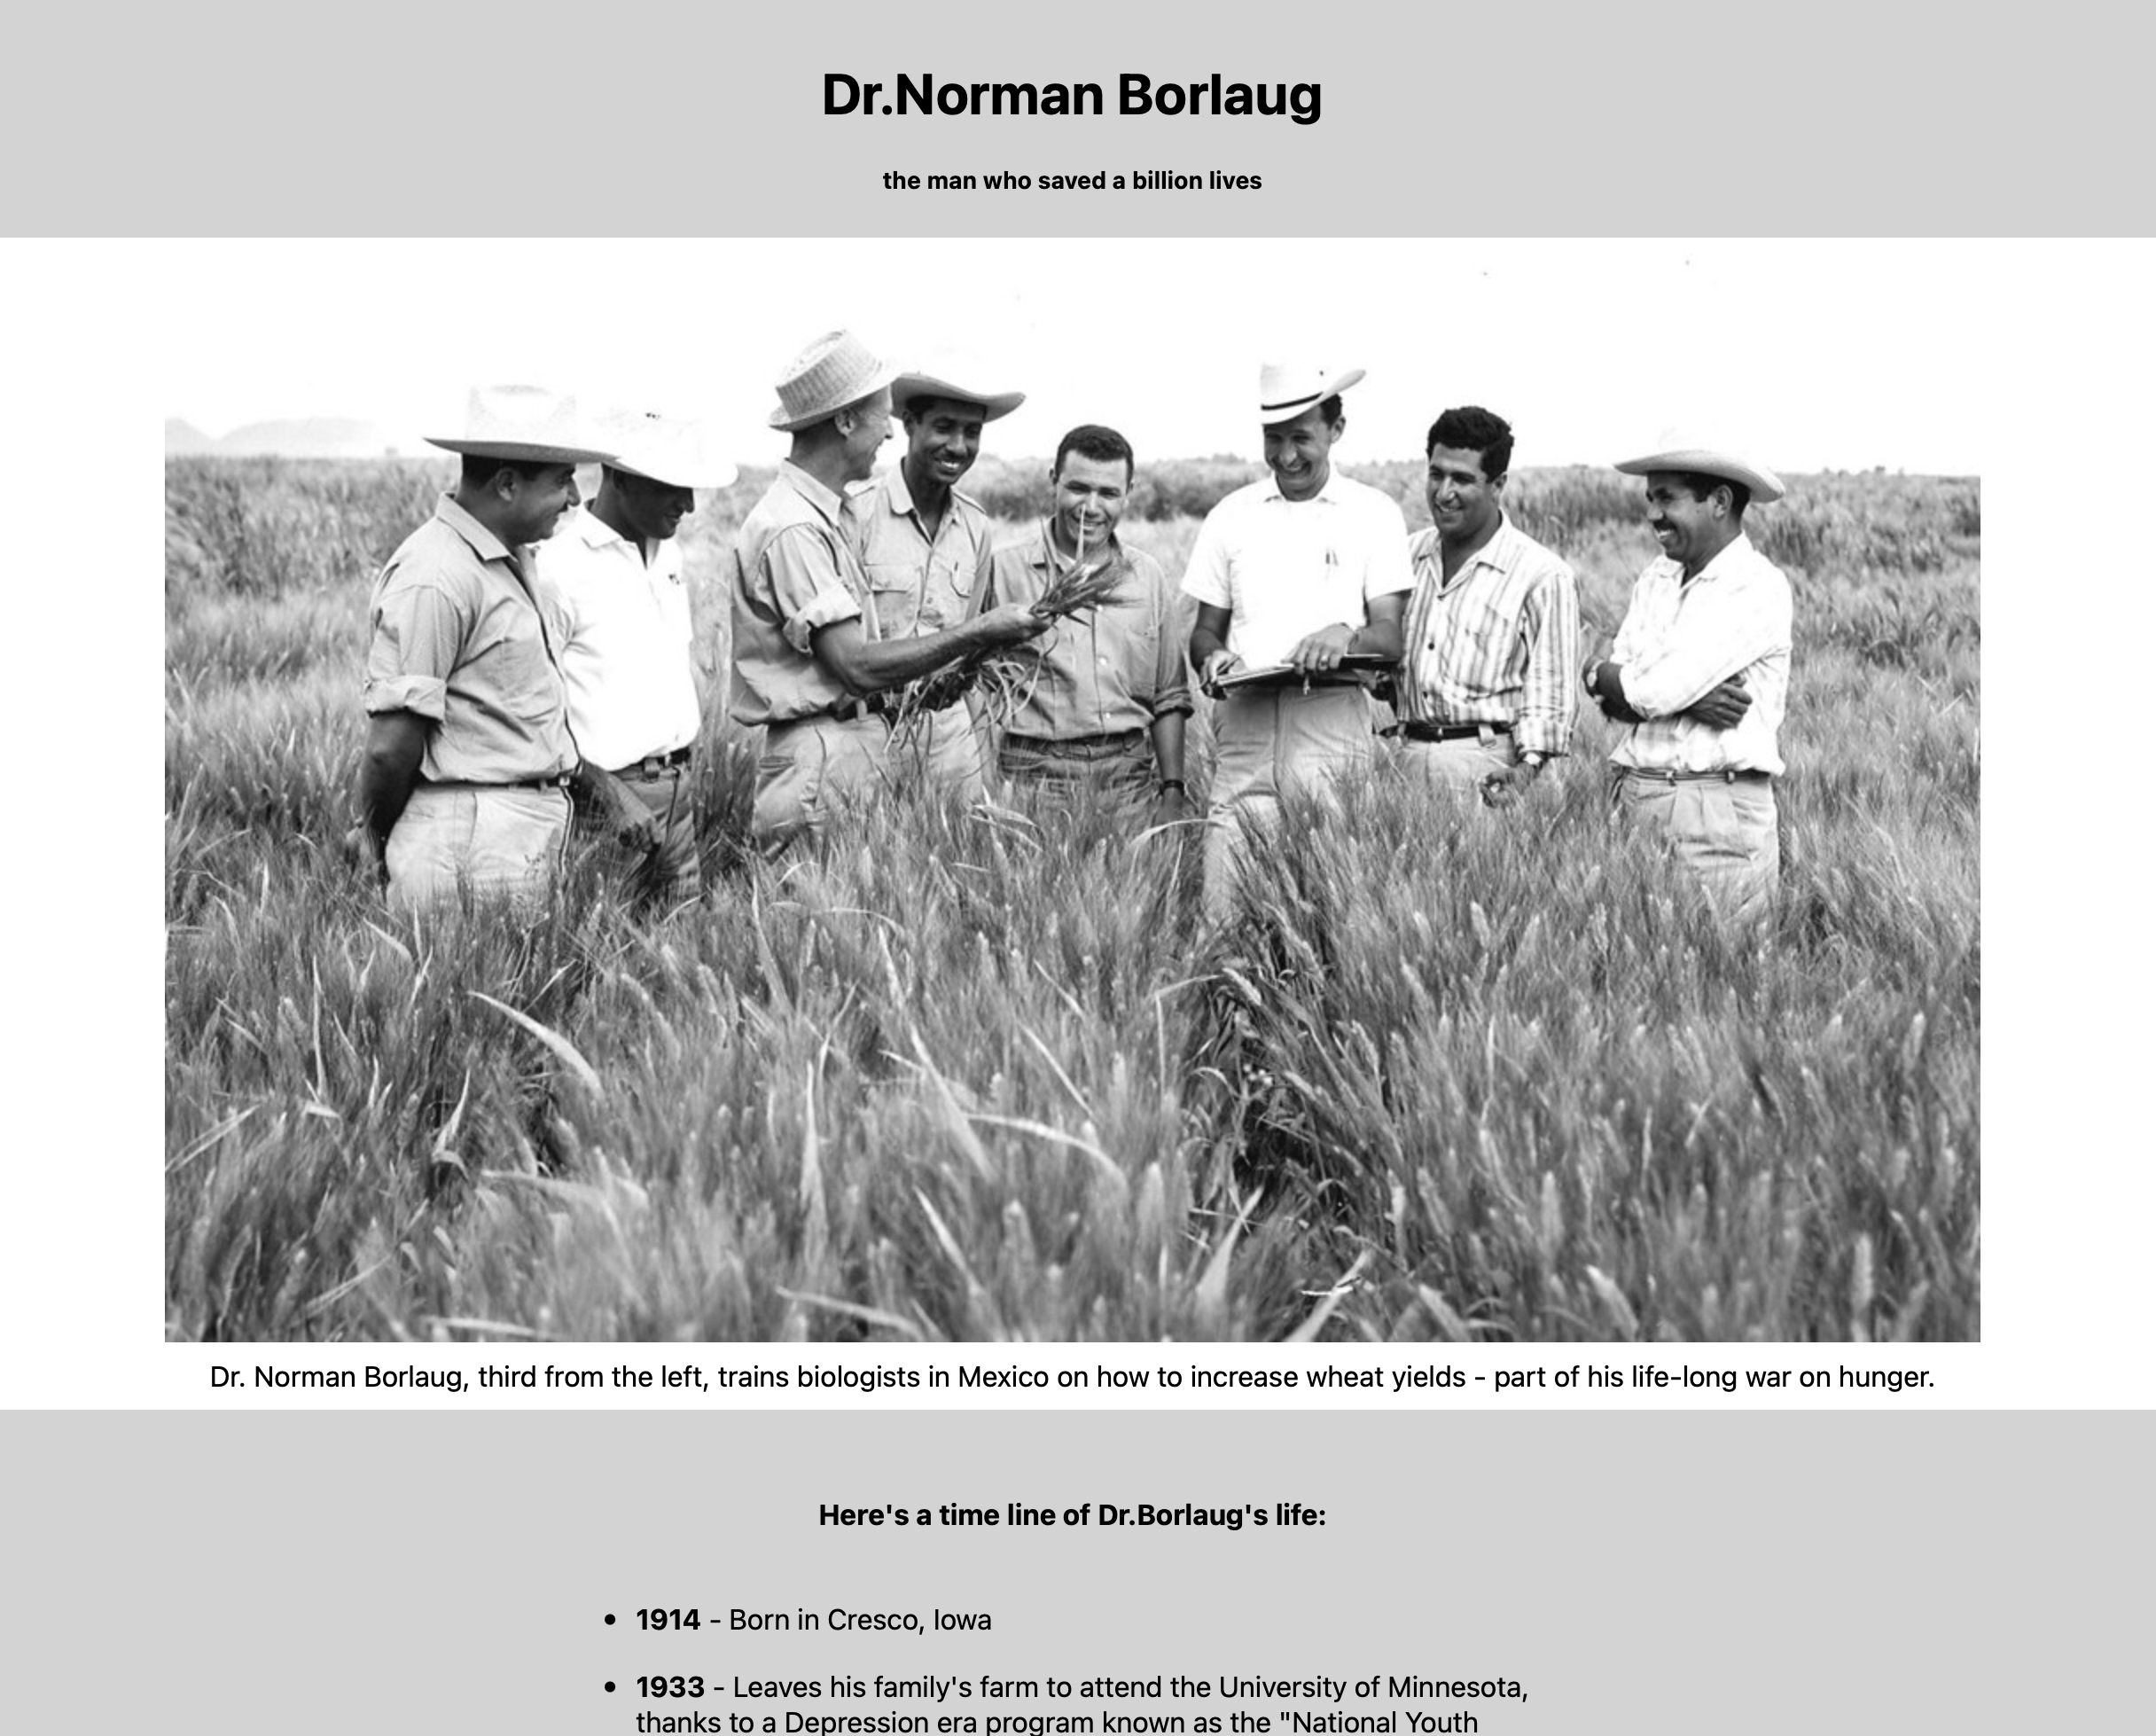 Dr.Norman Borlaug
the man who saved a billion lives
Dr. Norman Borlaug, third from the left, trains biologists in Mexico on how to increase wheat yields - part of his life-long war on hunger.
Here's a time line of Dr.Borlaug's life:
• 1914 - Born in Cresco, Iowa
• 1933 - Leaves his family's farm to attend the University of Minnesota,
thanks to a Depression era program known as the "National Youth